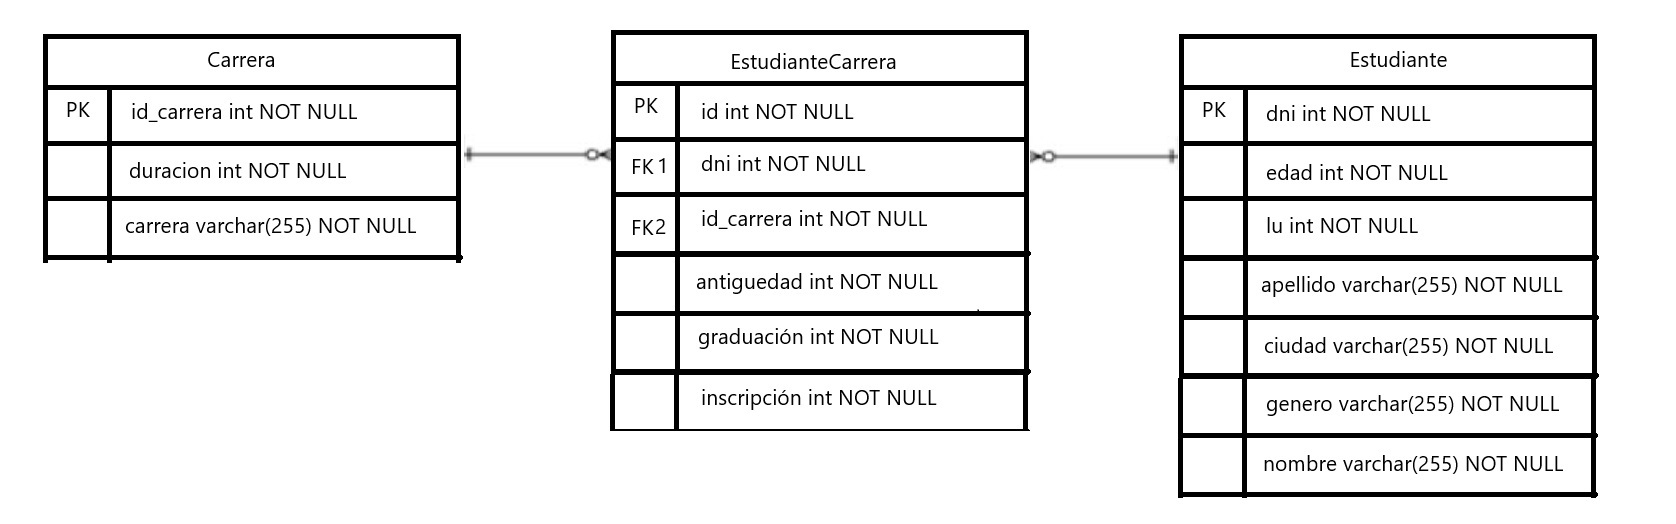 Carrera
PK id_carrera int NOT NULL
duracion int NOT NULL
carrera varchar(255) NOT NULL
EstudianteCarrera
PK id int NOT NULL
FK1 dni int NOT NULL
FK2 id_carrera int NOT NULL
antiguedad int NOT NULL
graduación int NOT NULL
inscripción int NOT NULL
Estudiante
PK dni int NOT NULL
edad int NOT NULL
lu int NOT NULL
apellido varchar(255) NOT NULL
ciudad varchar(255) NOT NULL
genero varchar(255) NOT NULL
nombre varchar(255) NOT NULL